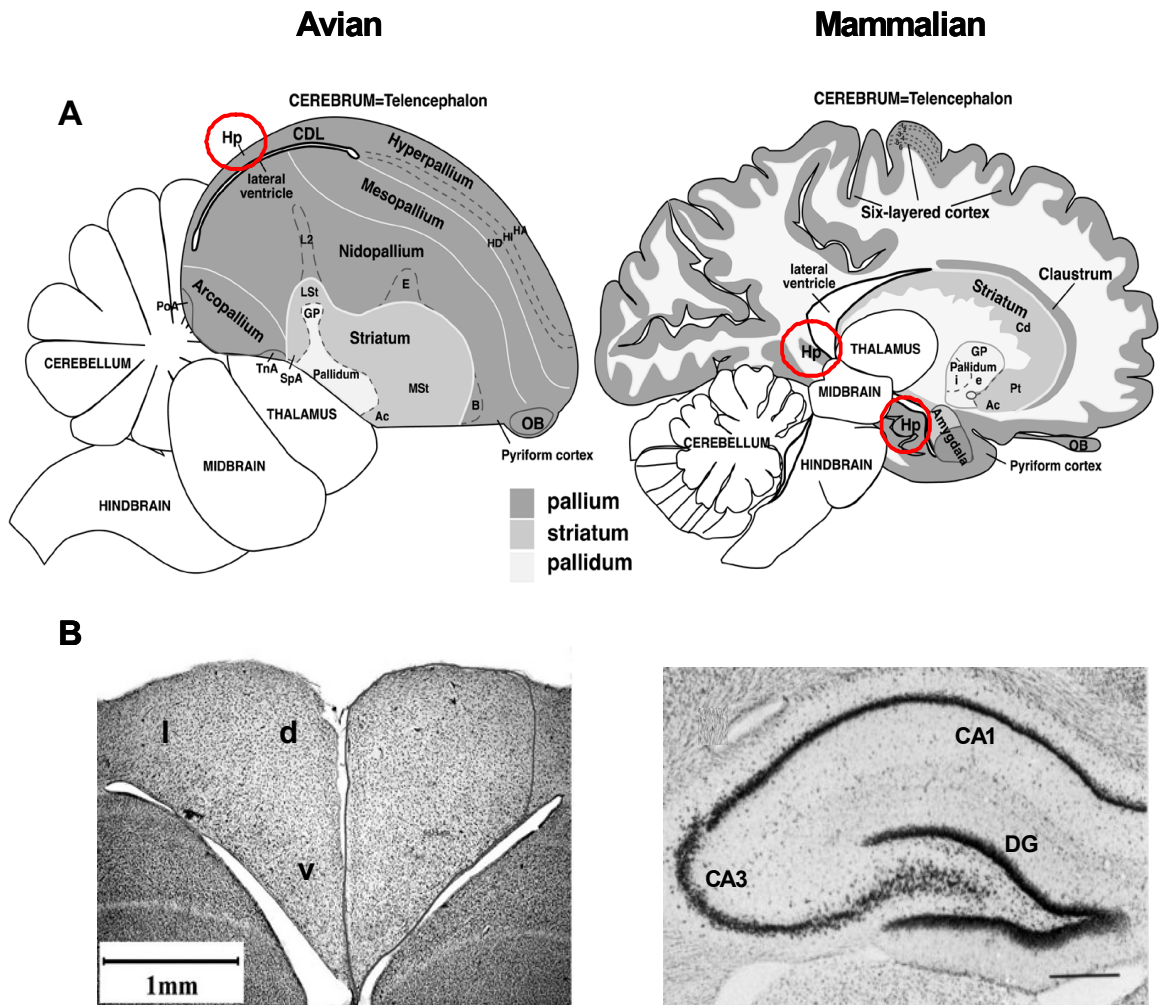 Avian
Mammalian
A
CEREBRUM=Telencephalon
Hp
CDL
lateral
ventricle
Hyperpallium
Mesopallium
HD
HI
HA
L2
Nidopallium
E
LSt
GP
Arcopallium
PoA
Striatum
CEREBELLUM
TnA
SpA
Pallidum
MSt
B
Ac
THALAMUS
OB
Pyriform cortex
MIDBRAIN
HINDBRAIN
pallium
striatum
pallidum
CEREBRUM=Telencephalon
Six-layered cortex
lateral
ventricle
Claustrum
Striatum
Cd
Hp
THALAMUS
GP
Pallidum
i
e
Pt
Ac
MIDBRAIN
Hp
Amygdala
CEREBELLUM
HINDBRAIN
OB
Pyriform cortex
B
l
d
v
1mm
CA1
DG
CA3